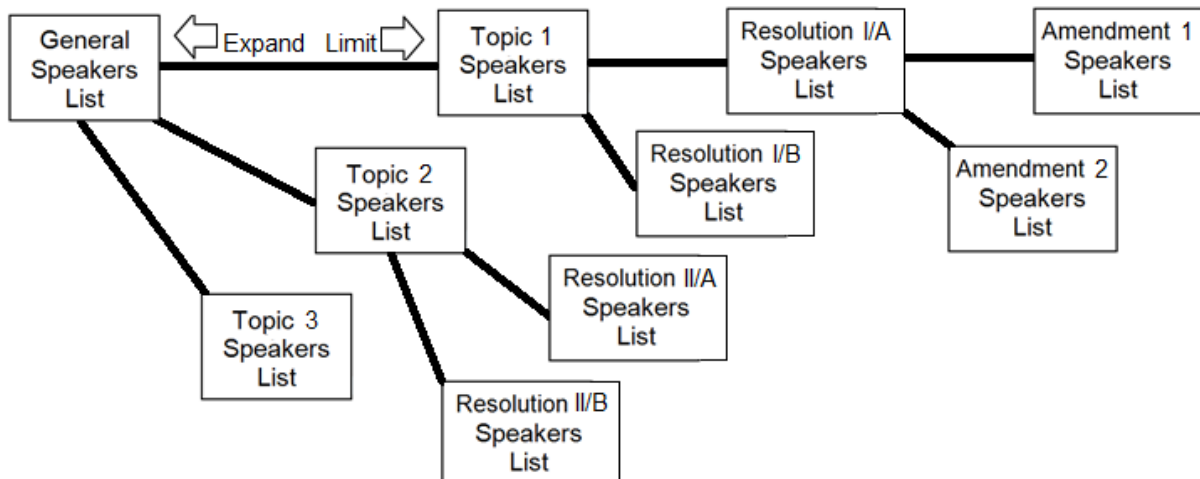 General
Speakers
List
Expand Limit
Topic 1
Speakers
List
Resolution I/A
Speakers
List
Amendment 1
Speakers
List
Resolution I/B
Speakers
List
Amendment 2
Speakers
List
Topic 2
Speakers
List
Resolution II/A
Speakers
List
Topic 3
Speakers
List
Resolution II/B
Speakers
List